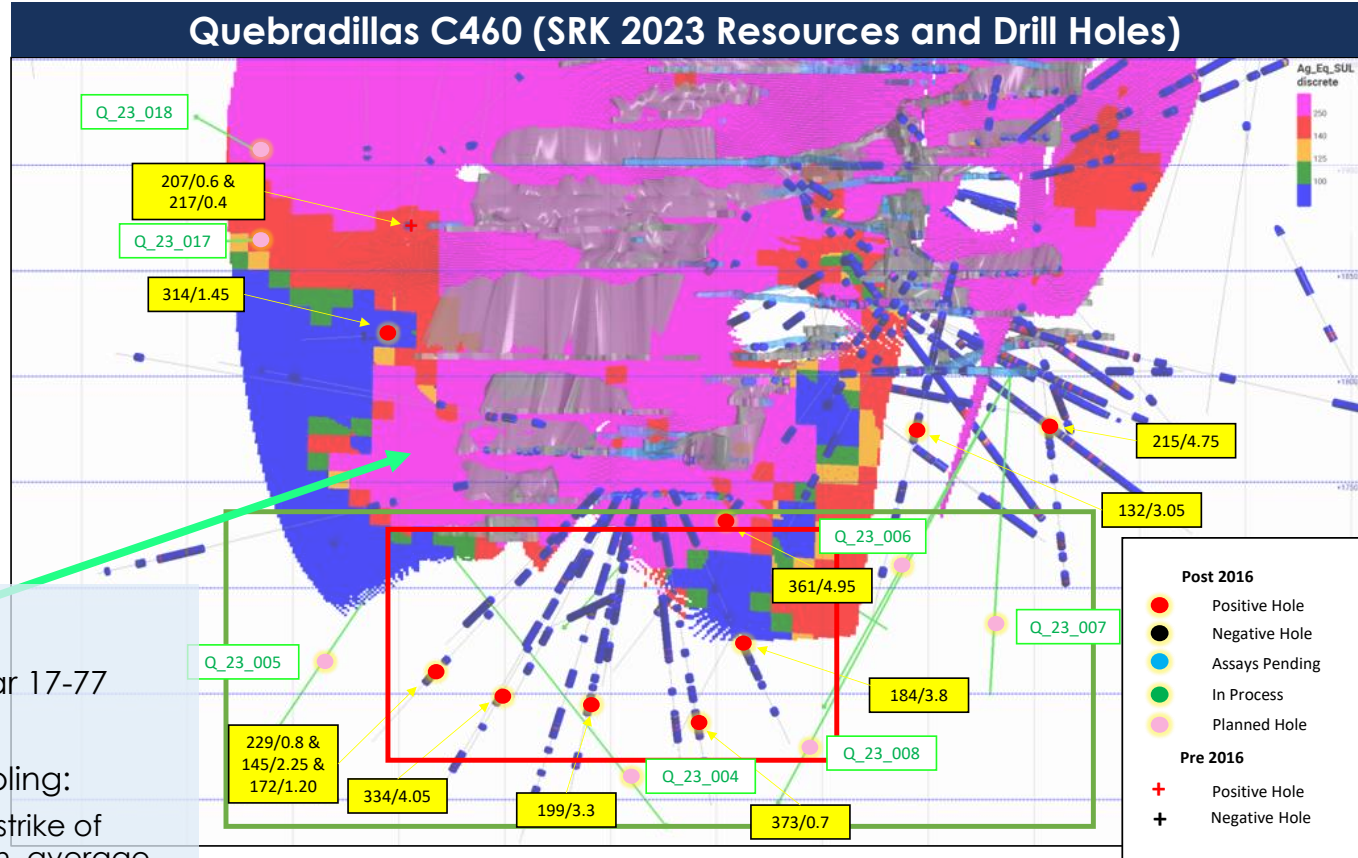 Quebradillas C460 (SRK 2023 Resources and Drill Holes)
Ag_Eq_SUL
discrete
250
140
125
100
Q_23_018
207/0.6 &
217/0.4
Q_23_017
314/1.45
+1850
+1800
+1750
215/4.75
132/3.05
Q_23_006
361/4.95
Q_23_007
Q_23_005
184/3.8
229/0.8 &
145/2.25 &
172/1.20
334/4.05
199/3.3
Q_23_004
373/0.7
Q_23_008
Post 2016
Positive Hole
Negative Hole
Assays Pending
In Process
Planned Hole
Pre 2016
Positive Hole
Negative Hole
17-77
strike of
average